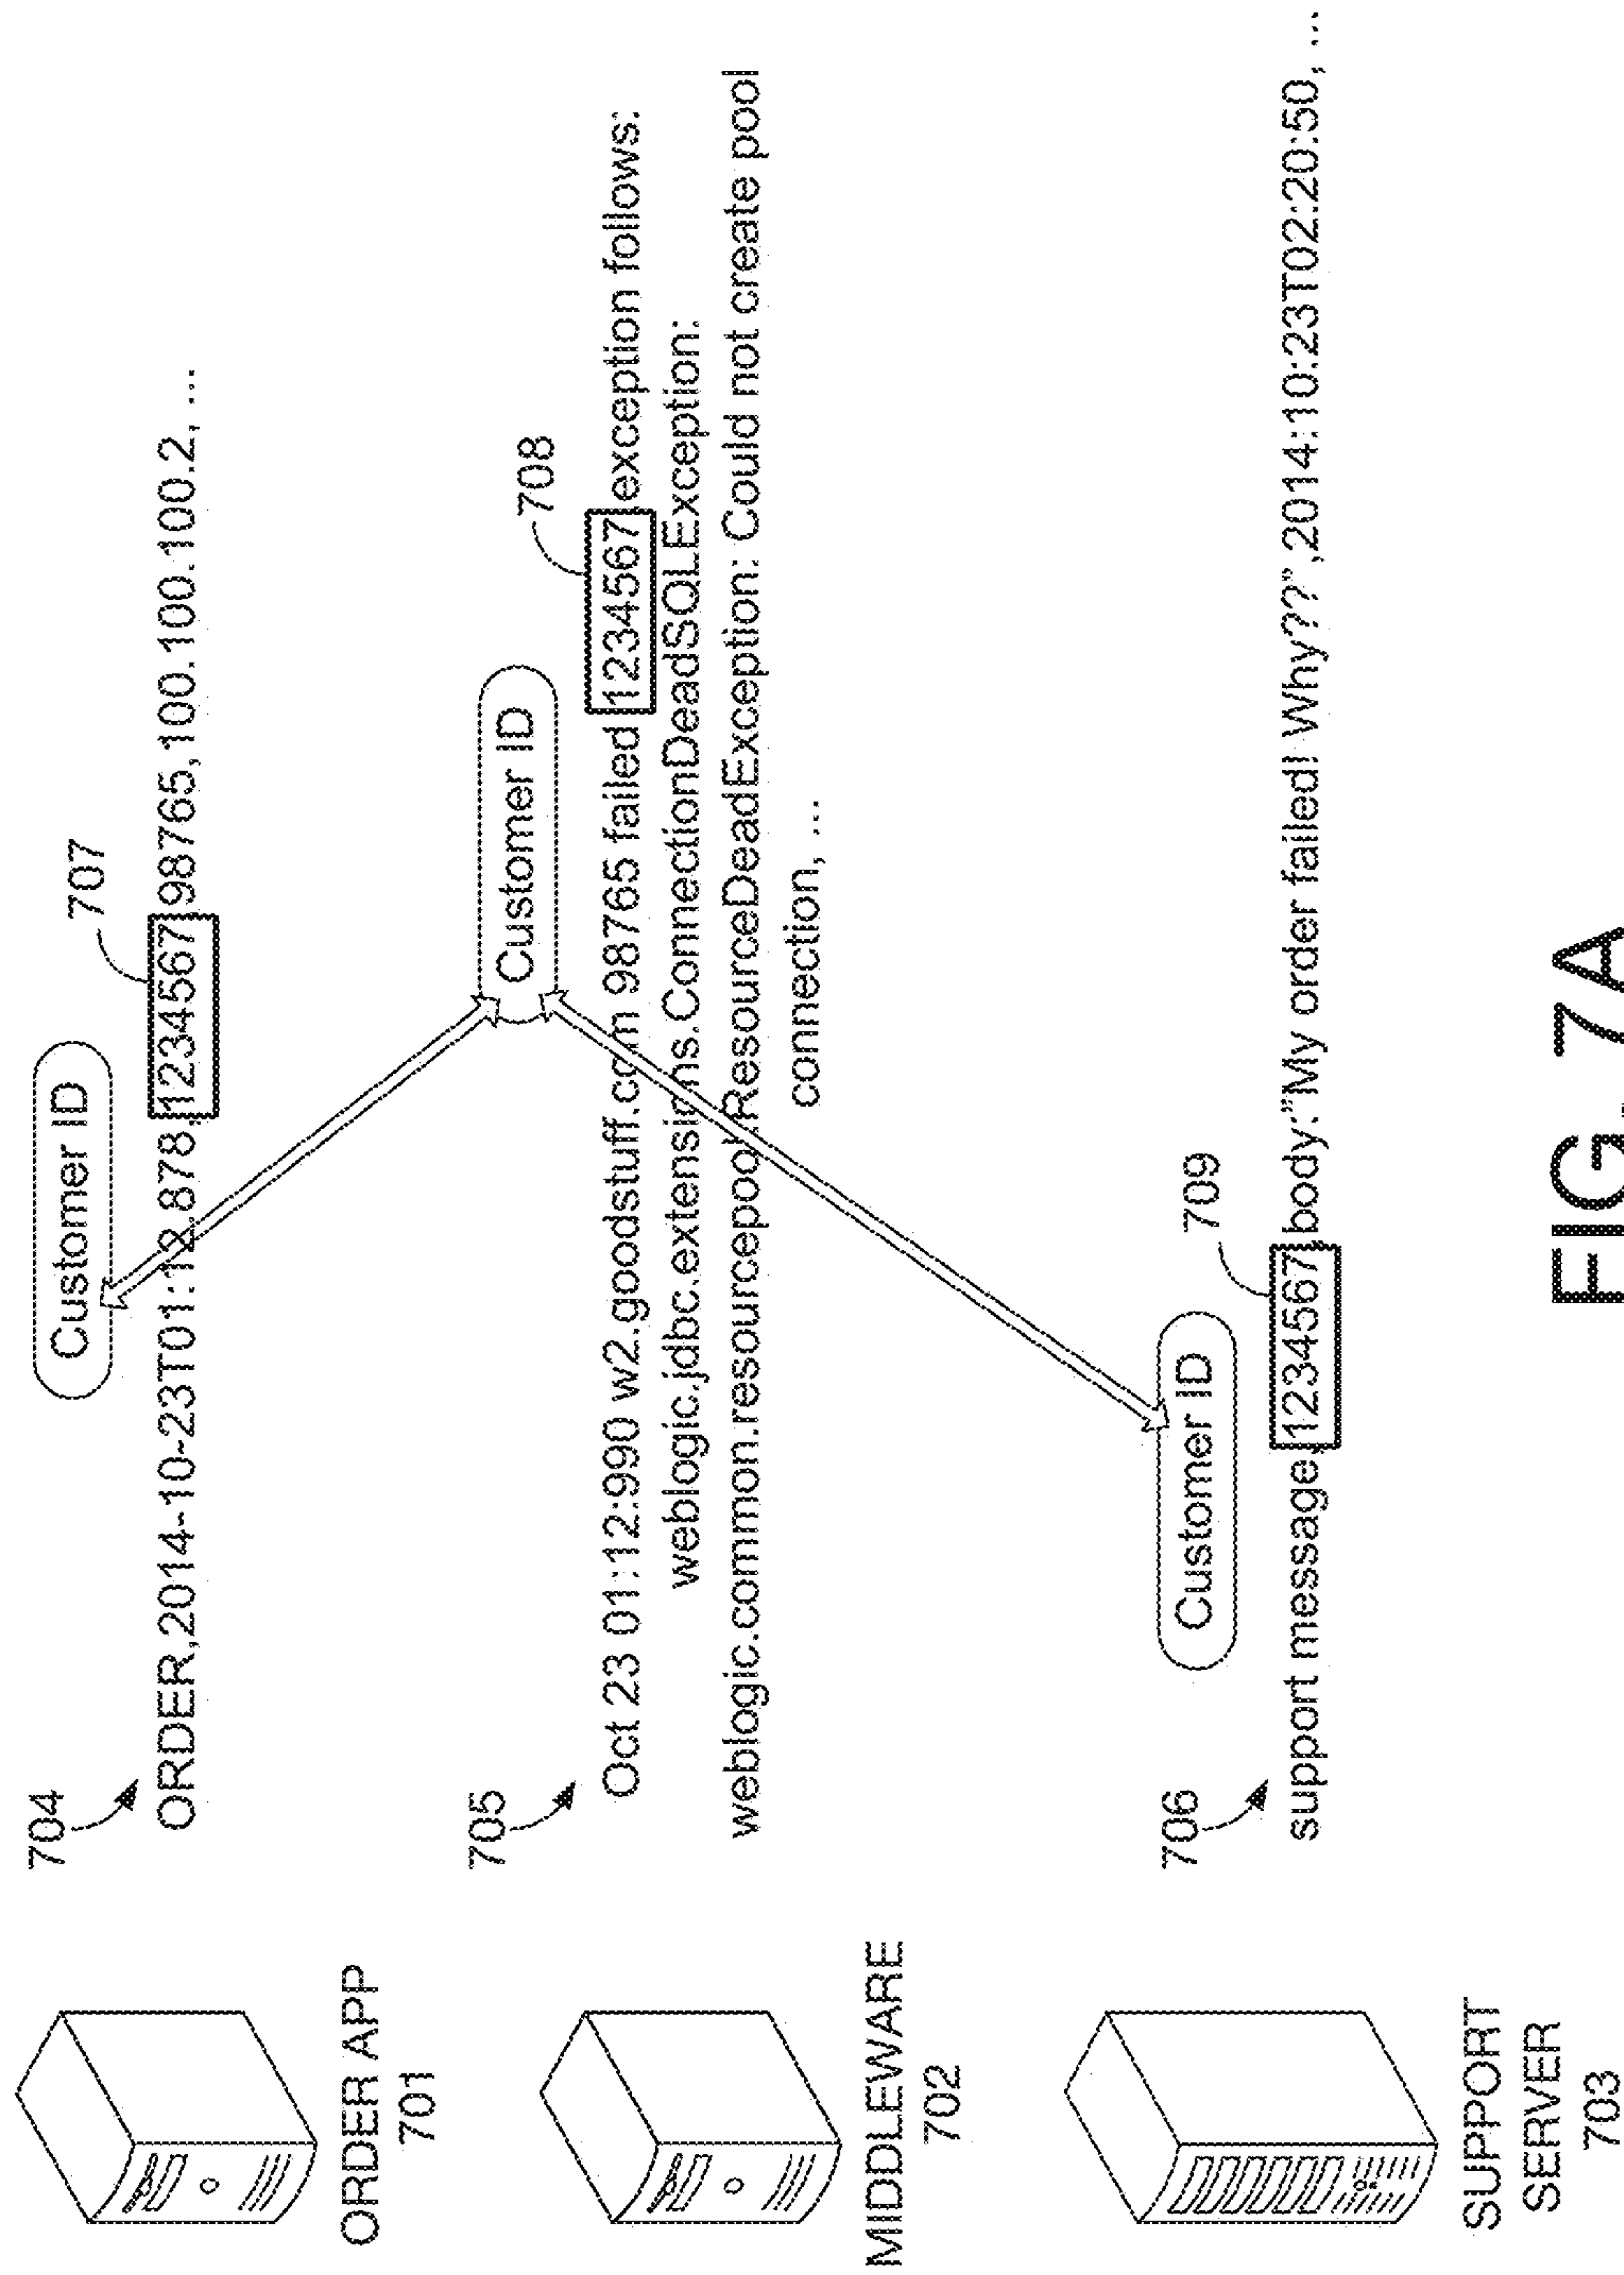 ORDER APP
701
704
Customer ID
707
ORDER,2014-10-23T01:12.878,1234567,98765,100.100.100.2, ...
MIDDLEWARE
702
705
Customer ID
708
Oct 23 01:12:990 w2.goodstuff.com 98765 failed 1234567 exception follows:
weblogic.jdbc.extensions.ConnectionDeadSQLException:
weblogic.common.resourcepool.ResourceDeadException: Could not create pool
connection, ...
SUPPORT
SERVER
703
706
Customer ID
709
support message,1234567,body:"My order failed! Why??",2014:10:23T02:20:50, ...
FIG. 7A